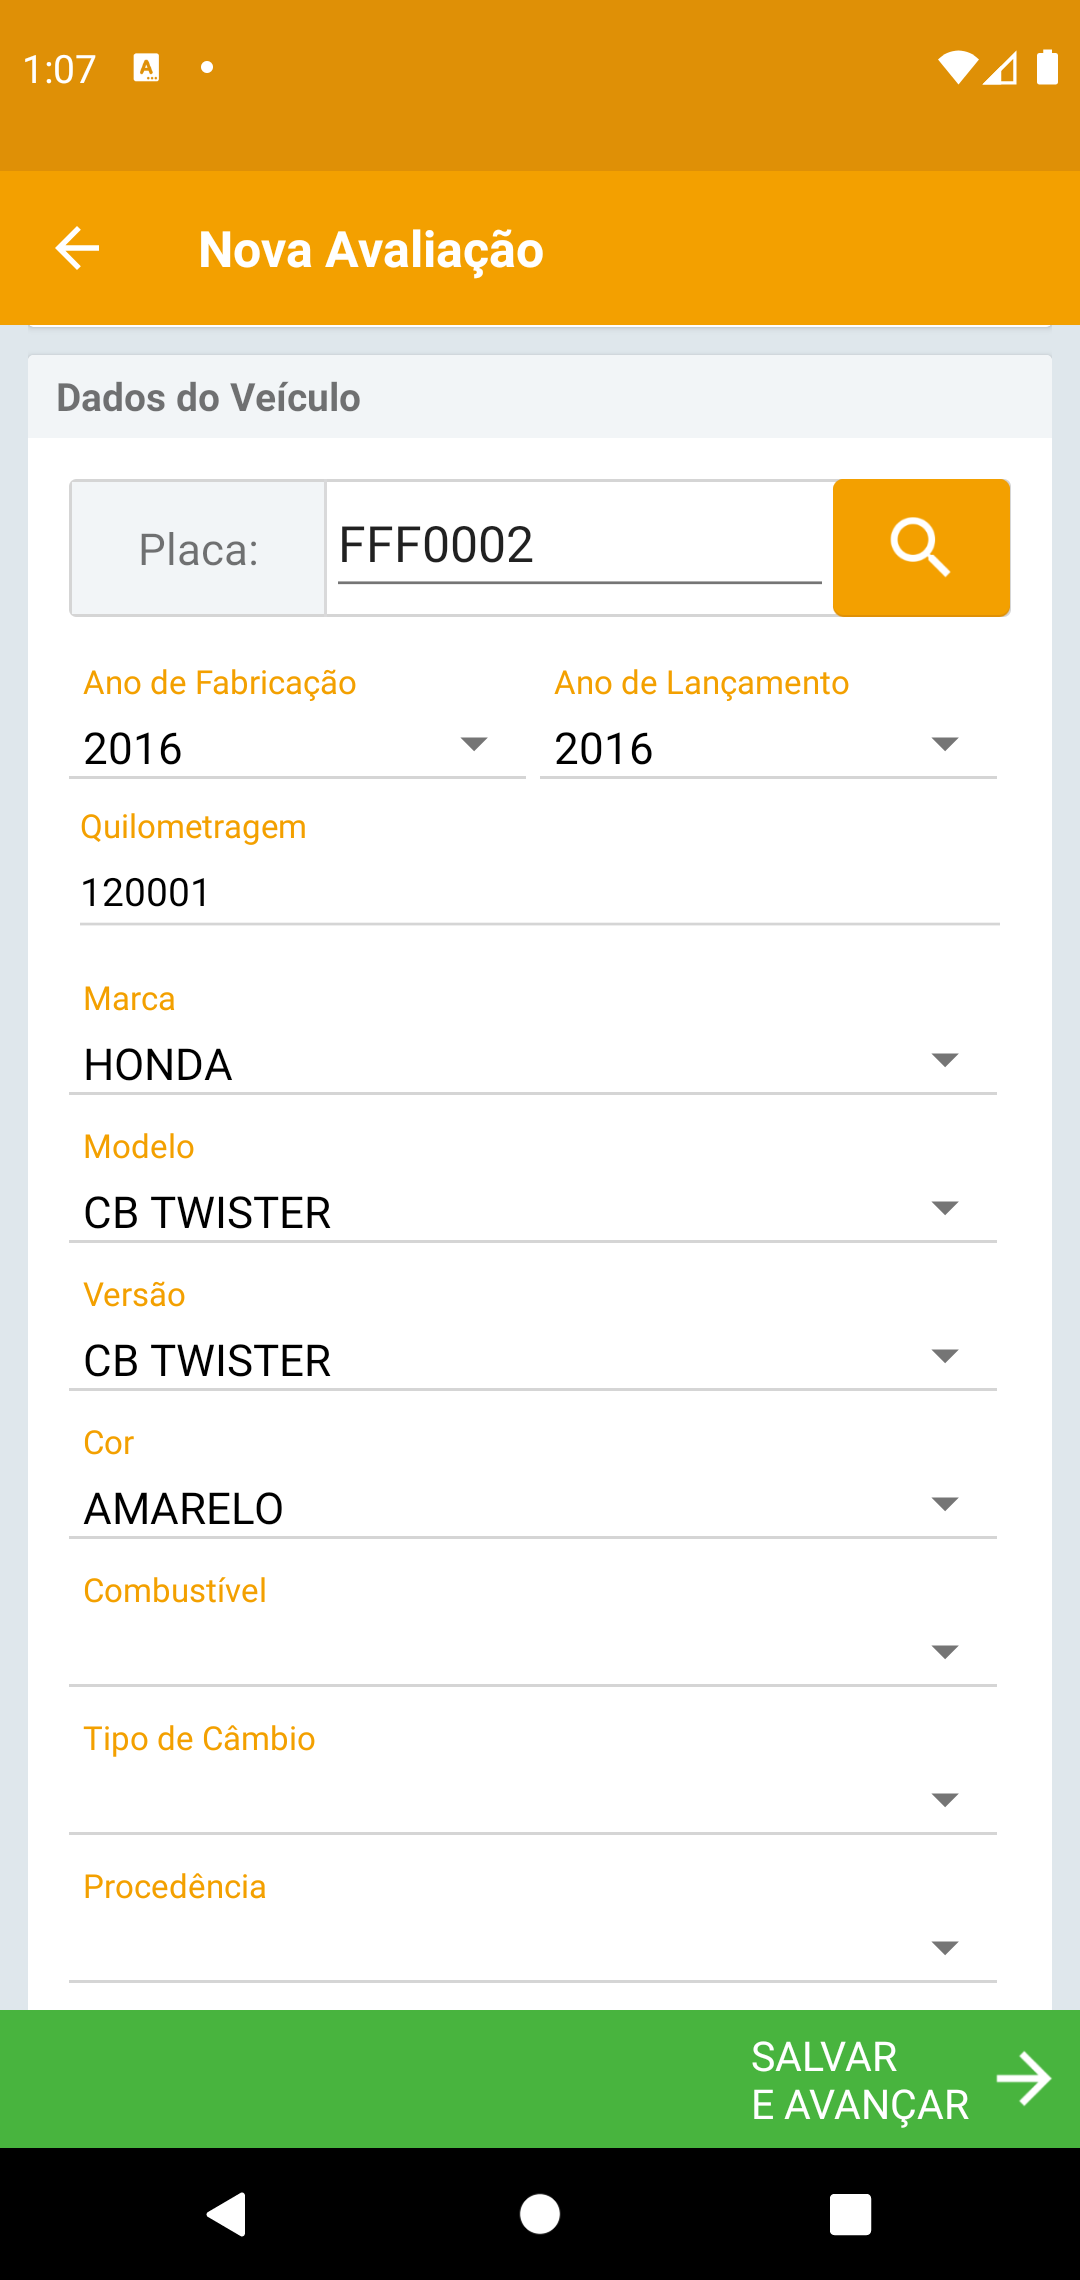 1:07
Nova Avaliação
Dados do Veículo
Placa: FFF0002
Ano de Fabricação Ano de Lançamento
2016 2016
Quilometragem
120001
Marca
HONDA
Modelo
CB TWISTER
Versão
CB TWISTER
Cor
AMARELO
Combustível
Tipo de Câmbio
Procedência
SALVAR
E AVANÇAR